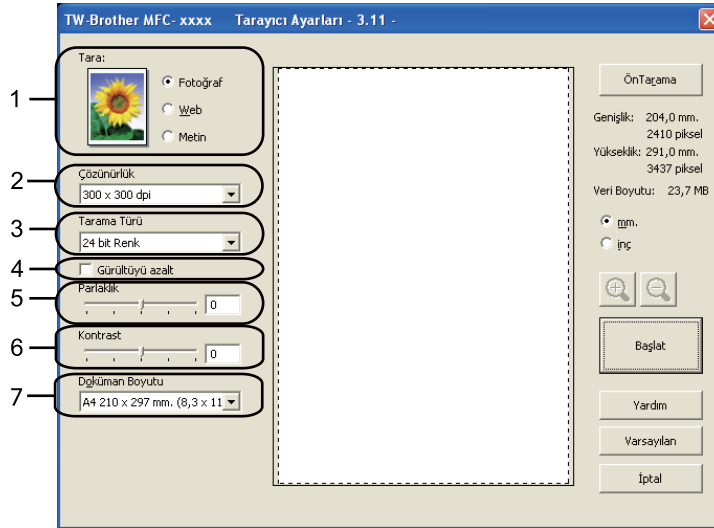 TW-Brother MFC- xxxx Tarayıcı Ayarları - 3.11 -
Tara:
1
Fotoğraf
Web
Metin
2
Çözünürlük
300 x 300 dpi
3
Tarama Türü
24 bit Renk
4
Gürültüyü azalt
5
Parlaklık
0
6
Kontrast
0
7
Doküman Boyutu
A4 210 x 297 mm. (8,3 x 11
ÖnTarama
Genişlik: 204,0 mm.
2410 piksel
Yükseklik: 291,0 mm.
3437 piksel
Veri Boyutu: 23,7 MB
mm.
inç
Başlat
Yardım
Varsayılan
İptal